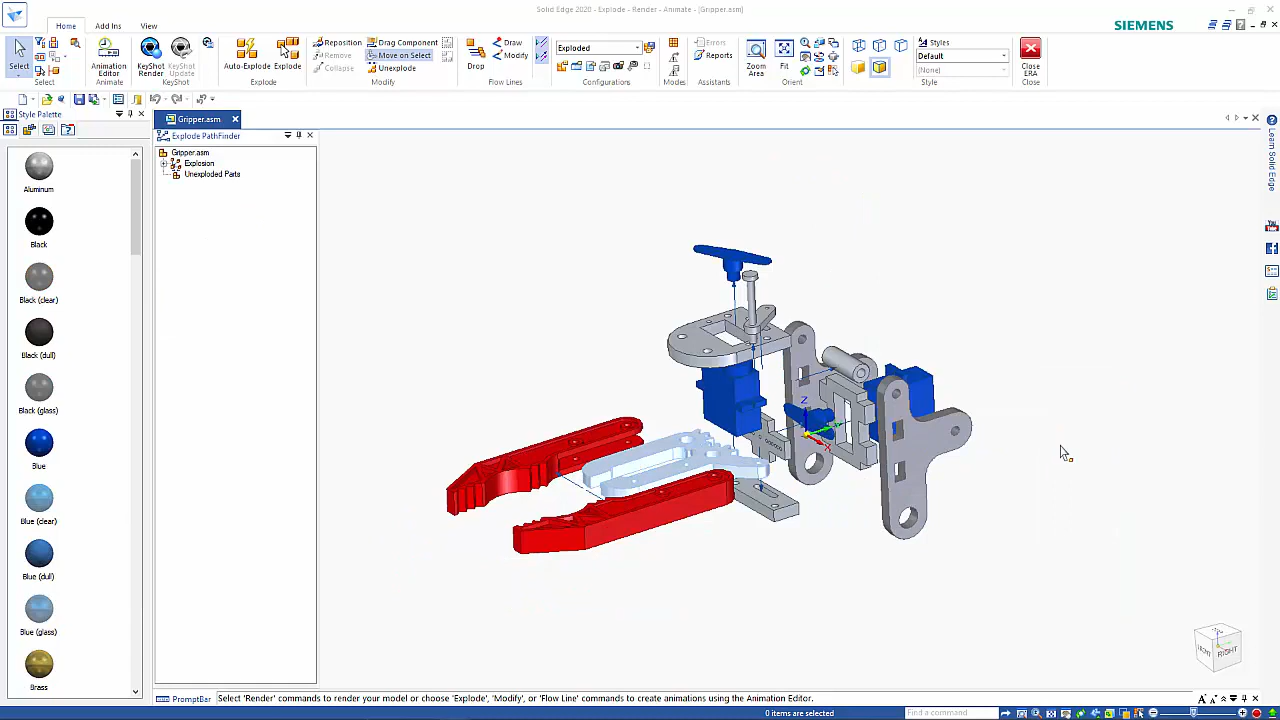 Solid Edge 2020 - Explode - Render - Animate - [Gripper.asm]
Home Add Ins View
SIEMENS
Select
Animation Editor
KeyShot Render
KeyShot Update
Auto-Explode
Explode
Reposition
Remove
Collapse
Drag Component
Move on Select
Unexplode
Drop
Draw
Modify
Exploded
Errors
Reports
Zoom Area
Fit
Styles
Default
(None)
Close ERA
Select Animate KeyShot Explode Modify Flow Lines Configurations Modes Assistants Orient Style Close
Style Palette
Gripper.asm
Explode PathFinder
Gripper.asm
Explosion
Unexploded Parts
Aluminum
Black
Black (clear)
Black (dull)
Black (glass)
Blue
Blue (clear)
Blue (dull)
Blue (glass)
Brass
Learn Solid Edge
You
Z
X
FRONT
RIGHT
PromptBar
Select 'Render' commands to render your model or choose 'Explode', 'Modify', or 'Flow Line' commands to create animations using the Animation Editor.
0 items are selected
Find a command